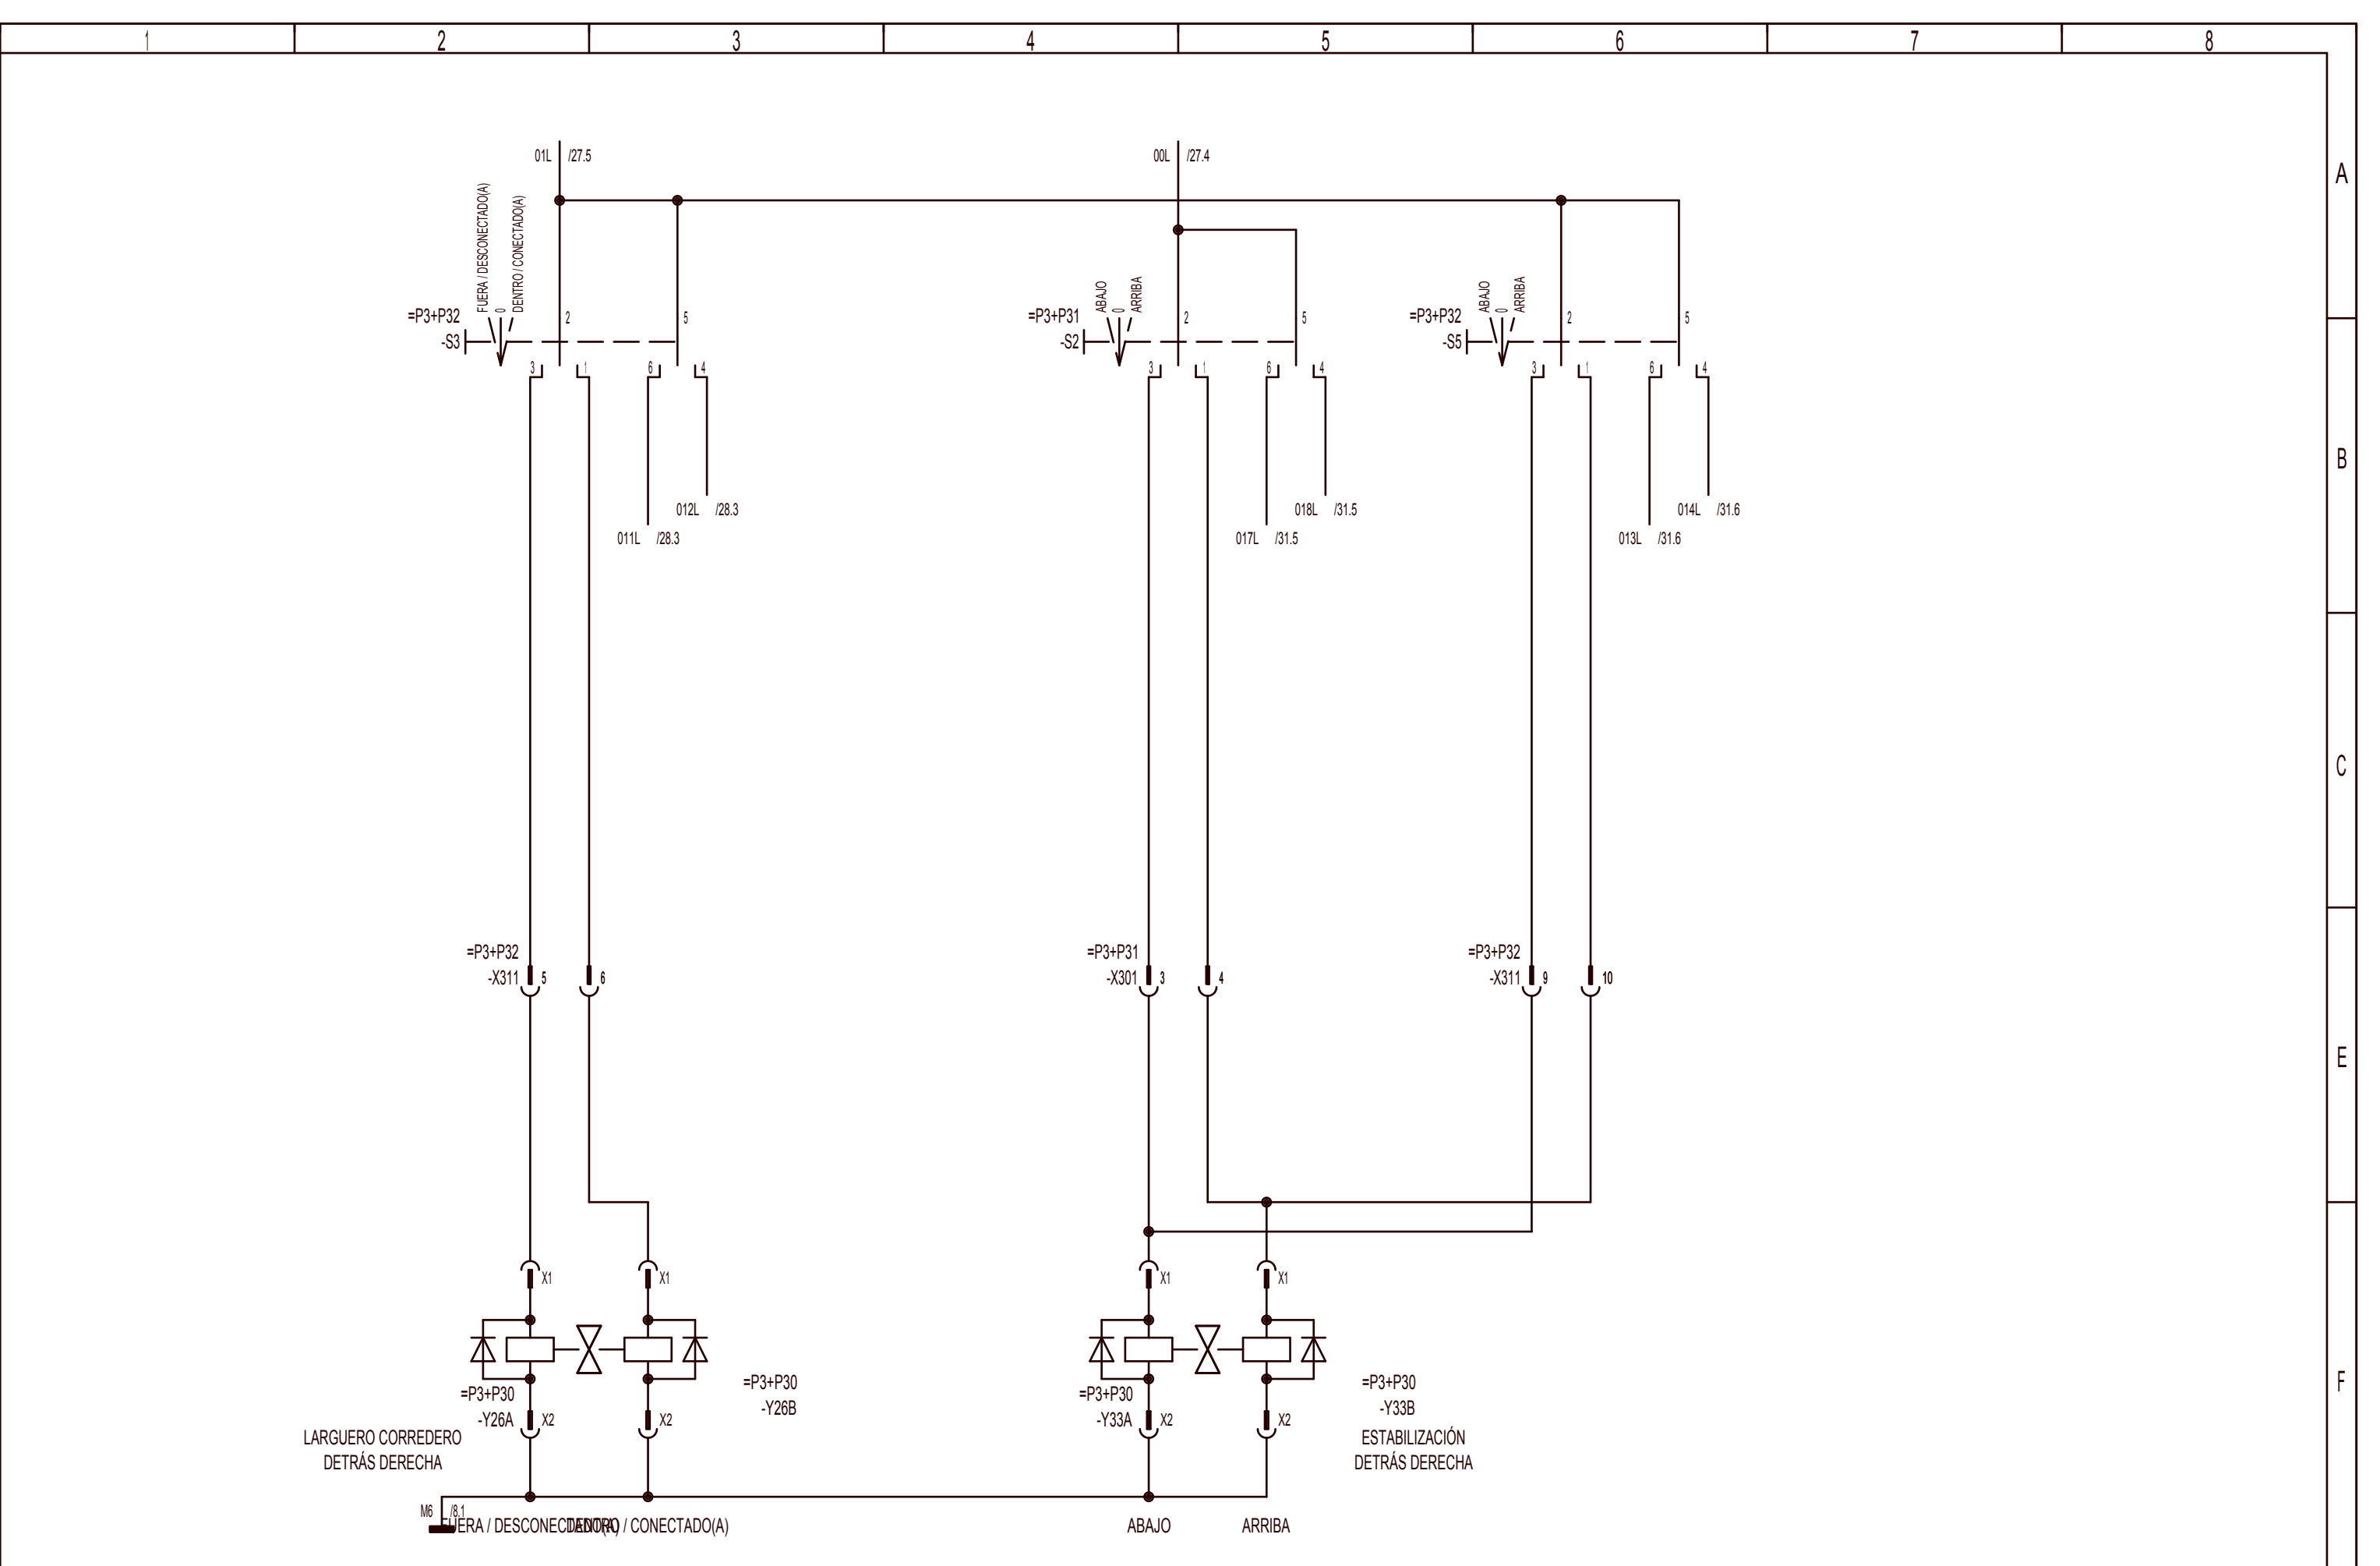 1 2 3 4 5 6 7 8
01L /27.5 00L /27.4
A
FUERA / DESCONECTADO(A)
0
DENTRO / CONECTADO(A)
ABAJO
0
ARRIBA
ABAJO
0
ARRIBA
=P3+P32 2 5 =P3+P31 2 5 =P3+P32 2 5
-S3 -S2 -S5
3 1 6 4 3 1 6 4 3 1 6 4
B
012L /28.3 018L /31.5 014L /31.6
011L /28.3 017L /31.5 013L /31.6
C
=P3+P32 =P3+P31 =P3+P32
-X311 5 6 -X301 3 4 -X311 9 10
E
X1 X1 X1 X1
F
=P3+P30 =P3+P30 =P3+P30 =P3+P30
-Y26A X2 X2 -Y26B -Y33A X2 X2 -Y33B
LARGUERO CORREDERO ESTABILIZACIÓN
DETRÁS DERECHA DETRÁS DERECHA
M6 /8.1
FUERA / DESCONECTADO(A) DENTRO / CONECTADO(A) ABAJO ARRIBA